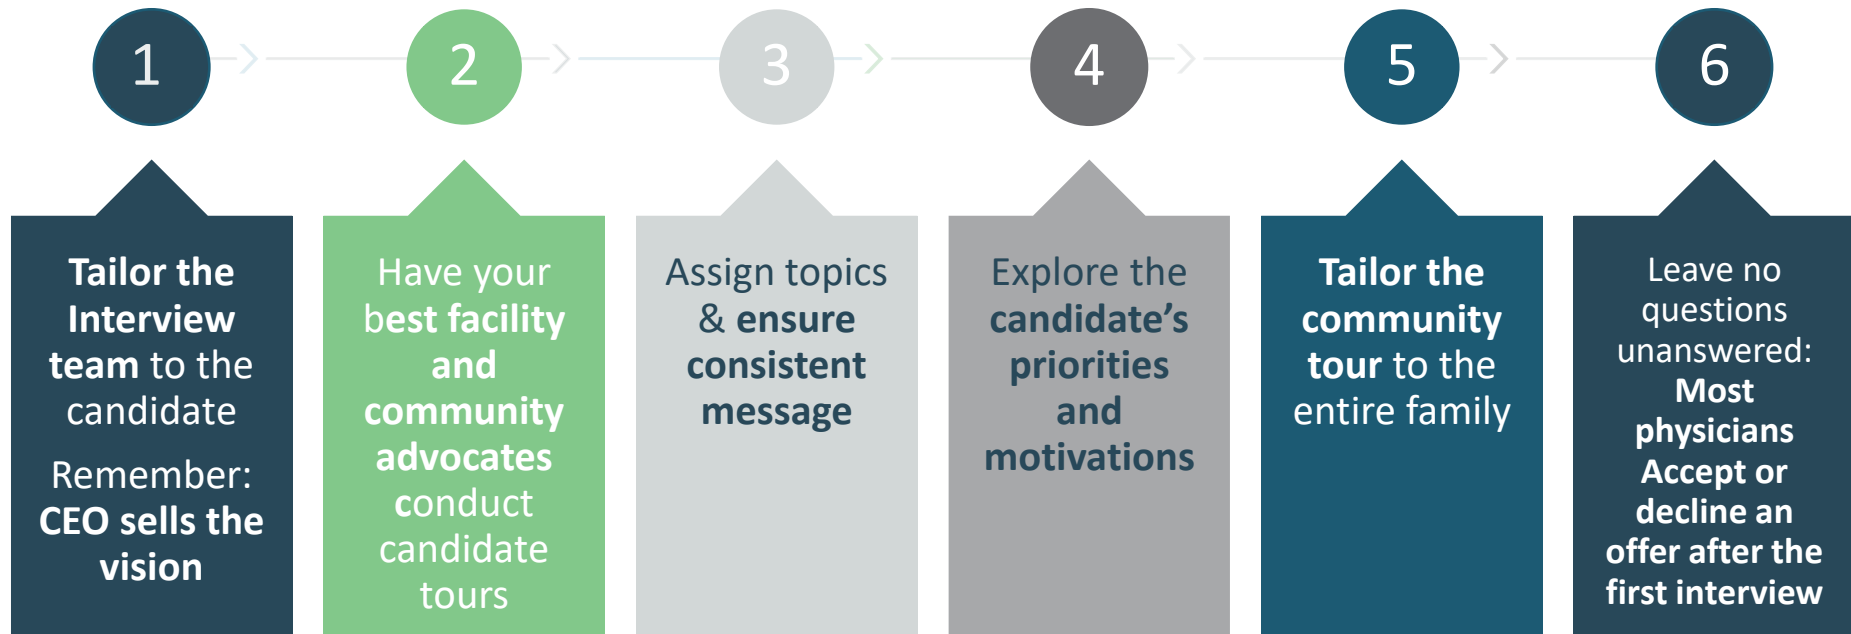 1
Tailor the
Interview
team to the
candidate
Remember:
CEO sells the
vision
2
Have your
best facility
and
community
advocates
conduct
candidate
tours
3
Assign topics
& ensure
consistent
message
4
Explore the
candidate’s
priorities
and
motivations
5
Tailor the
community
tour to the
entire family
6
Leave no
questions
unanswered:
Most
physicians
Accept or
decline an
offer after the
first interview